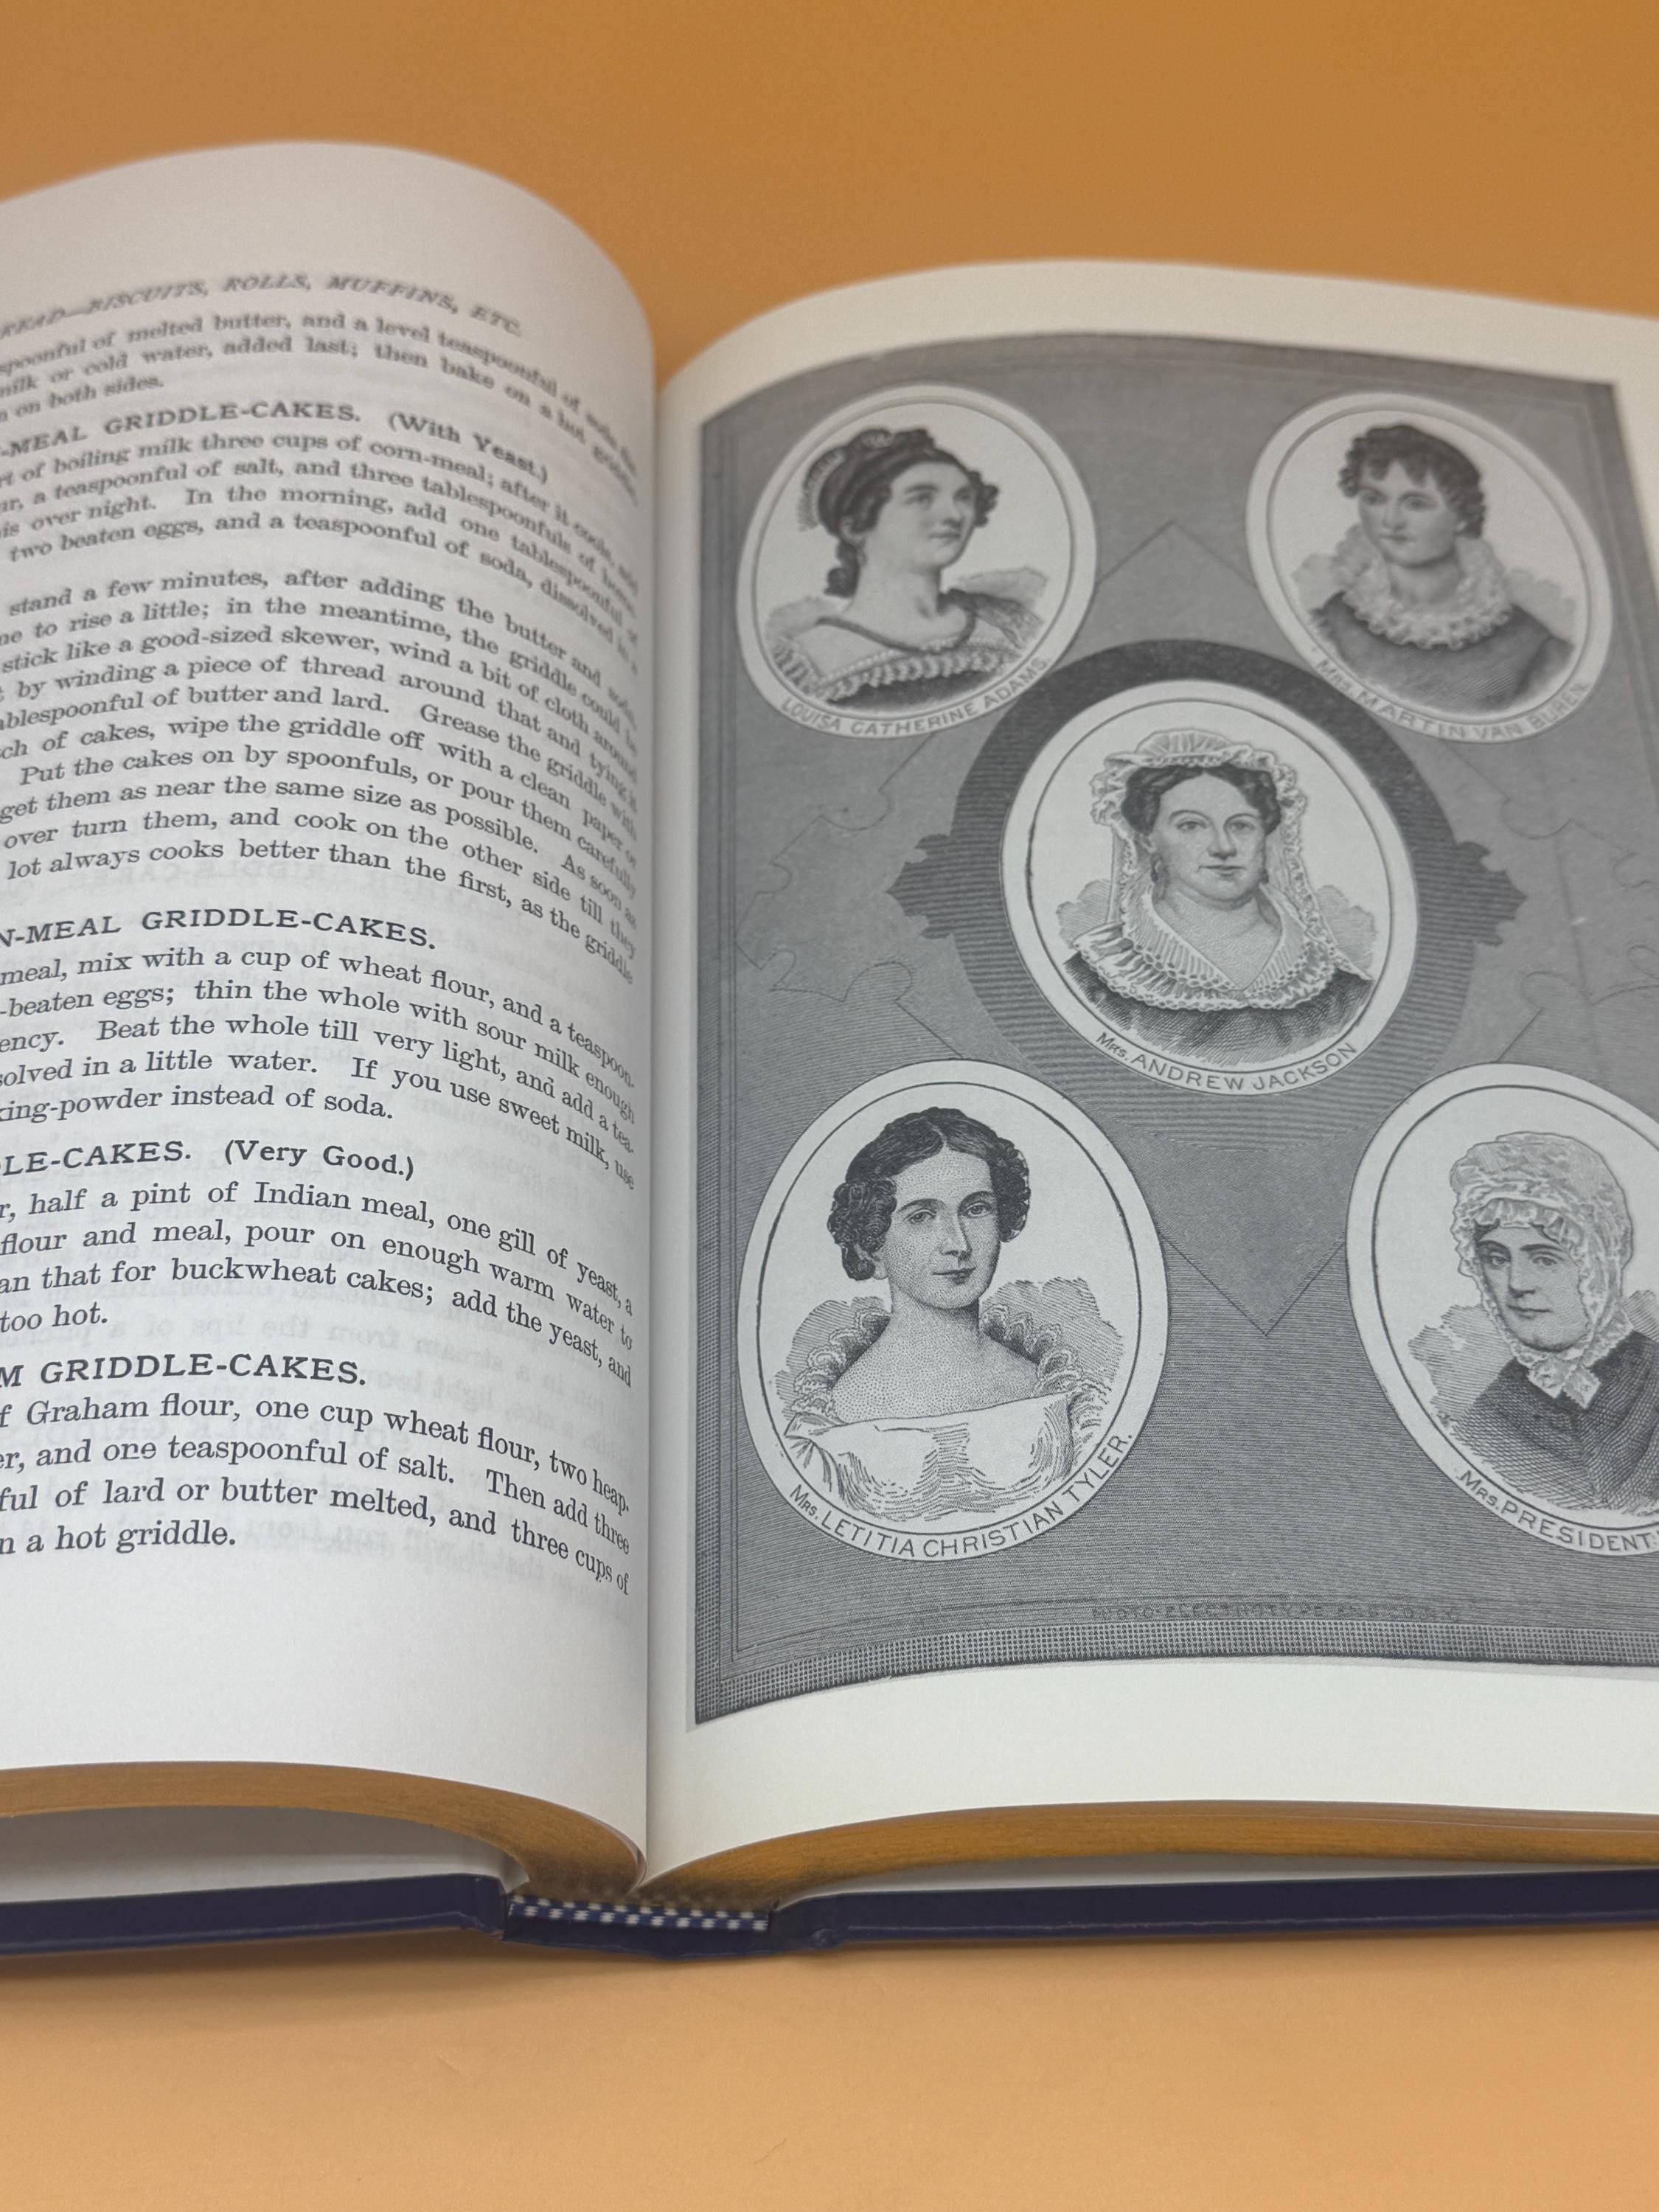 READ—BISCUITS, ROLLS, MUFFINS, ETC.
spoonful of melted butter, and a level teaspoonful of soda
milk or cold water, added last; then bake on a hot griddle,
n on both sides.
-MEAL GRIDDLE-CAKES. (With Yeast.)
rt of boiling milk three cups of corn-meal; after it cools, add
ar, a teaspoonful of salt, and three tablespoonfuls of
is over night. In the morning, add one tablespoonful of
two beaten eggs, and a teaspoonful of soda, dissolved in a
stand a few minutes, after adding the butter and soda,
me to rise a little; in the meantime, the griddle could be
stick like a good-sized skewer, wind a bit of cloth around
t by winding a piece of thread around that and tying it
ablespoonful of butter and lard. Grease the griddle with
tch of cakes, wipe the griddle off with a clean paper or
Put the cakes on by spoonfuls, or pour them carefully
get them as near the same size as possible. As soon as
over turn them, and cook on the other side till they
lot always cooks better than the first, as the griddle
N-MEAL GRIDDLE-CAKES.
meal, mix with a cup of wheat flour, and a teaspoon-
-beaten eggs; thin the whole with sour milk enough
ency. Beat the whole till very light, and add a tea-
solved in a little water. If you use sweet milk, use
king-powder instead of soda.
LE-CAKES. (Very Good.)
r, half a pint of Indian meal, one gill of yeast, a
flour and meal, pour on enough warm water to
an that for buckwheat cakes; add the yeast, and
too hot.
M GRIDDLE-CAKES.
f Graham flour, one cup wheat flour, two heap-
er, and one teaspoonful of salt. Then add three
ful of lard or butter melted, and three cups of
n a hot griddle.
LOUISA CATHERINE ADAMS.
MRS. MARTIN VAN BUREN.
MRS. ANDREW JACKSON
MRS. LETITIA CHRISTIAN TYLER.
MRS. PRESIDENT
PHOTO-ELECTROTYPE ENG. CO. N.Y.